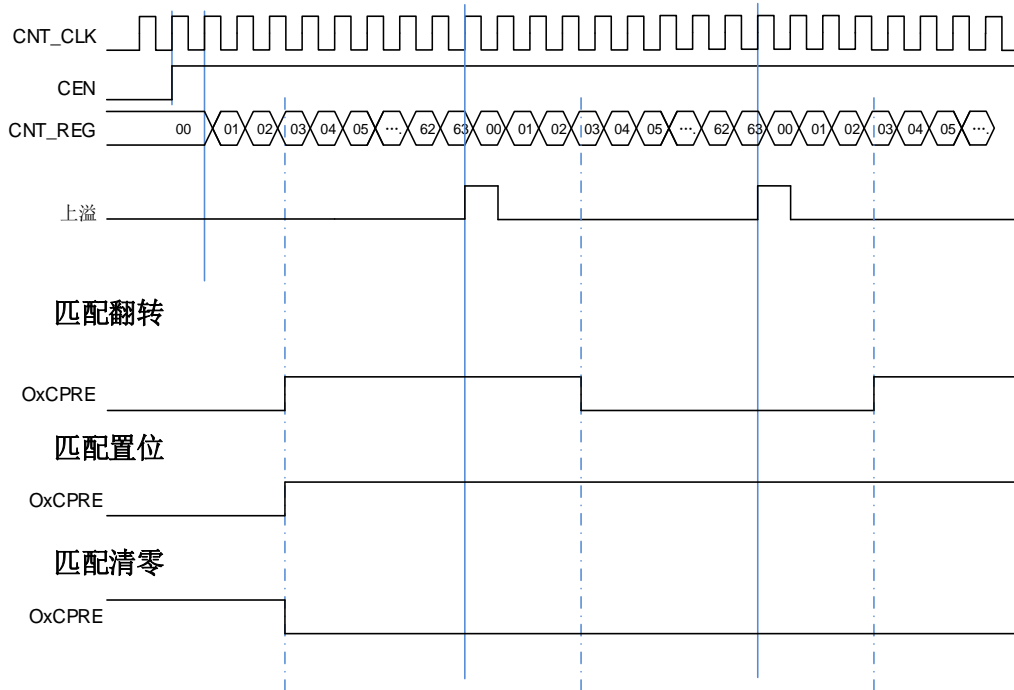 CNT_CLK
CEN
CNT_REG 00 01 02 03 04 05 ···. 62 63 00 01 02 03 04 05 ···. 62 63 00 01 02 03 04 05 ···.
上溢
匹配翻转
OxCPRE
匹配置位
OxCPRE
匹配清零
OxCPRE